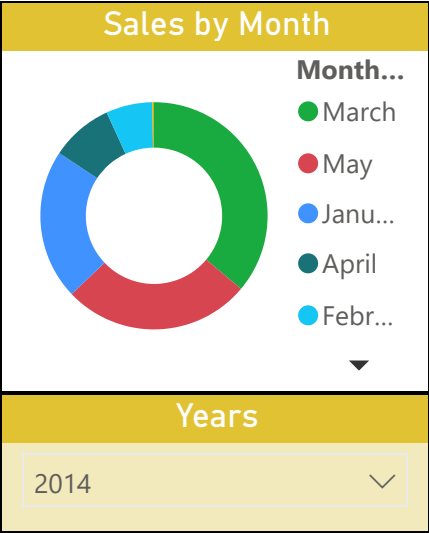 Sales by Month
Month...
March
May
Janu...
April
Febr...
Years
2014